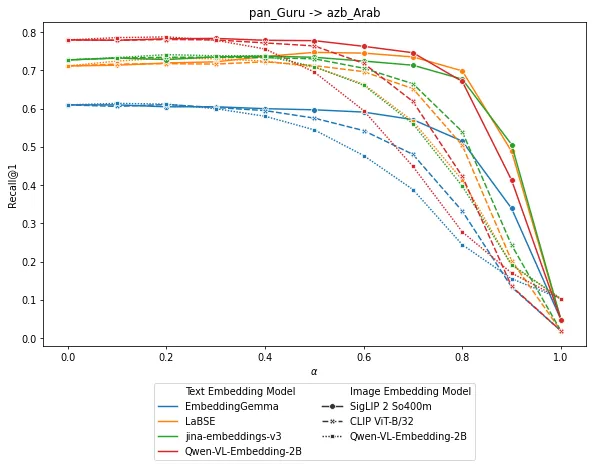 pan_Guru -> azb_Arab
Recall@1
0.8
0.7
0.6
0.5
0.4
0.3
0.2
0.1
0.0
0.0 0.2 0.4 0.6 0.8 1.0
α
Text Embedding Model Image Embedding Model
EmbeddingGemma SigLIP 2 So400m
LaBSE CLIP ViT-B/32
jina-embeddings-v3 Qwen-VL-Embedding-2B
Qwen-VL-Embedding-2B